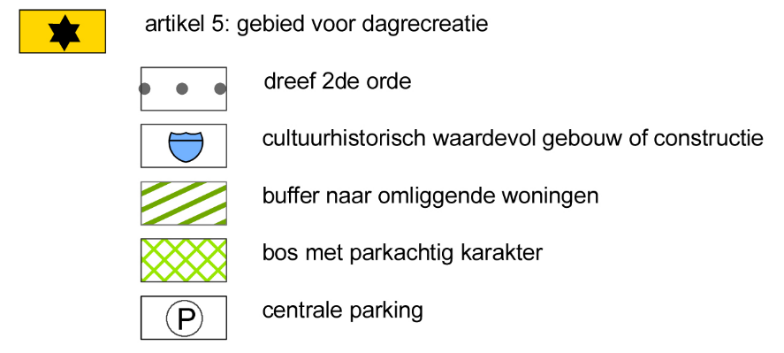 artikel 5: gebied voor dagrecreatie
dreef 2de orde
cultuurhistorisch waardevol gebouw of constructie
buffer naar omliggende woningen
bos met parkachtig karakter
P centrale parking